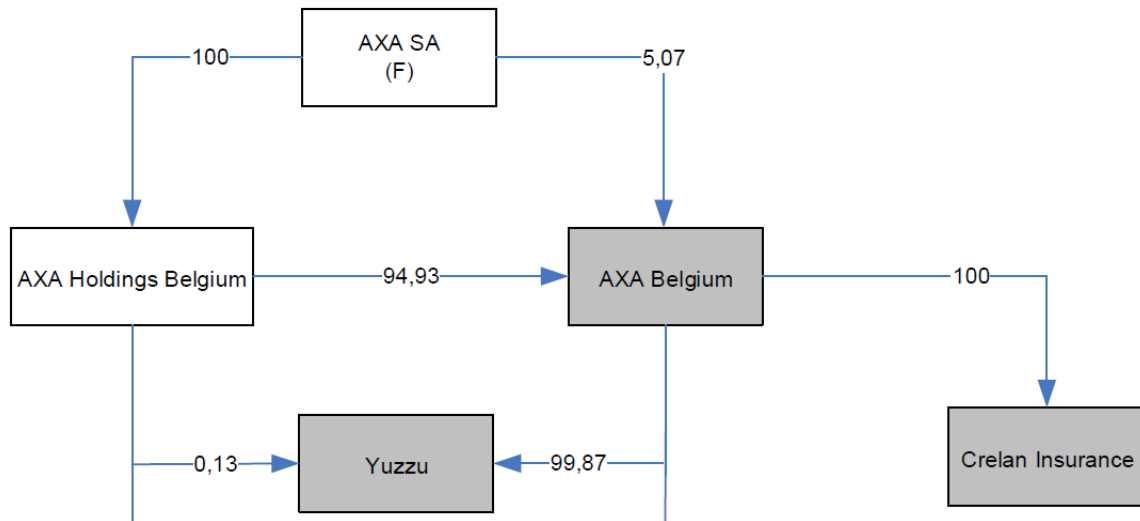 AXA SA
(F)
100
5,07
AXA Holdings Belgium
94,93
AXA Belgium
100
0,13
Yuzzu
99,87
Crelan Insurance